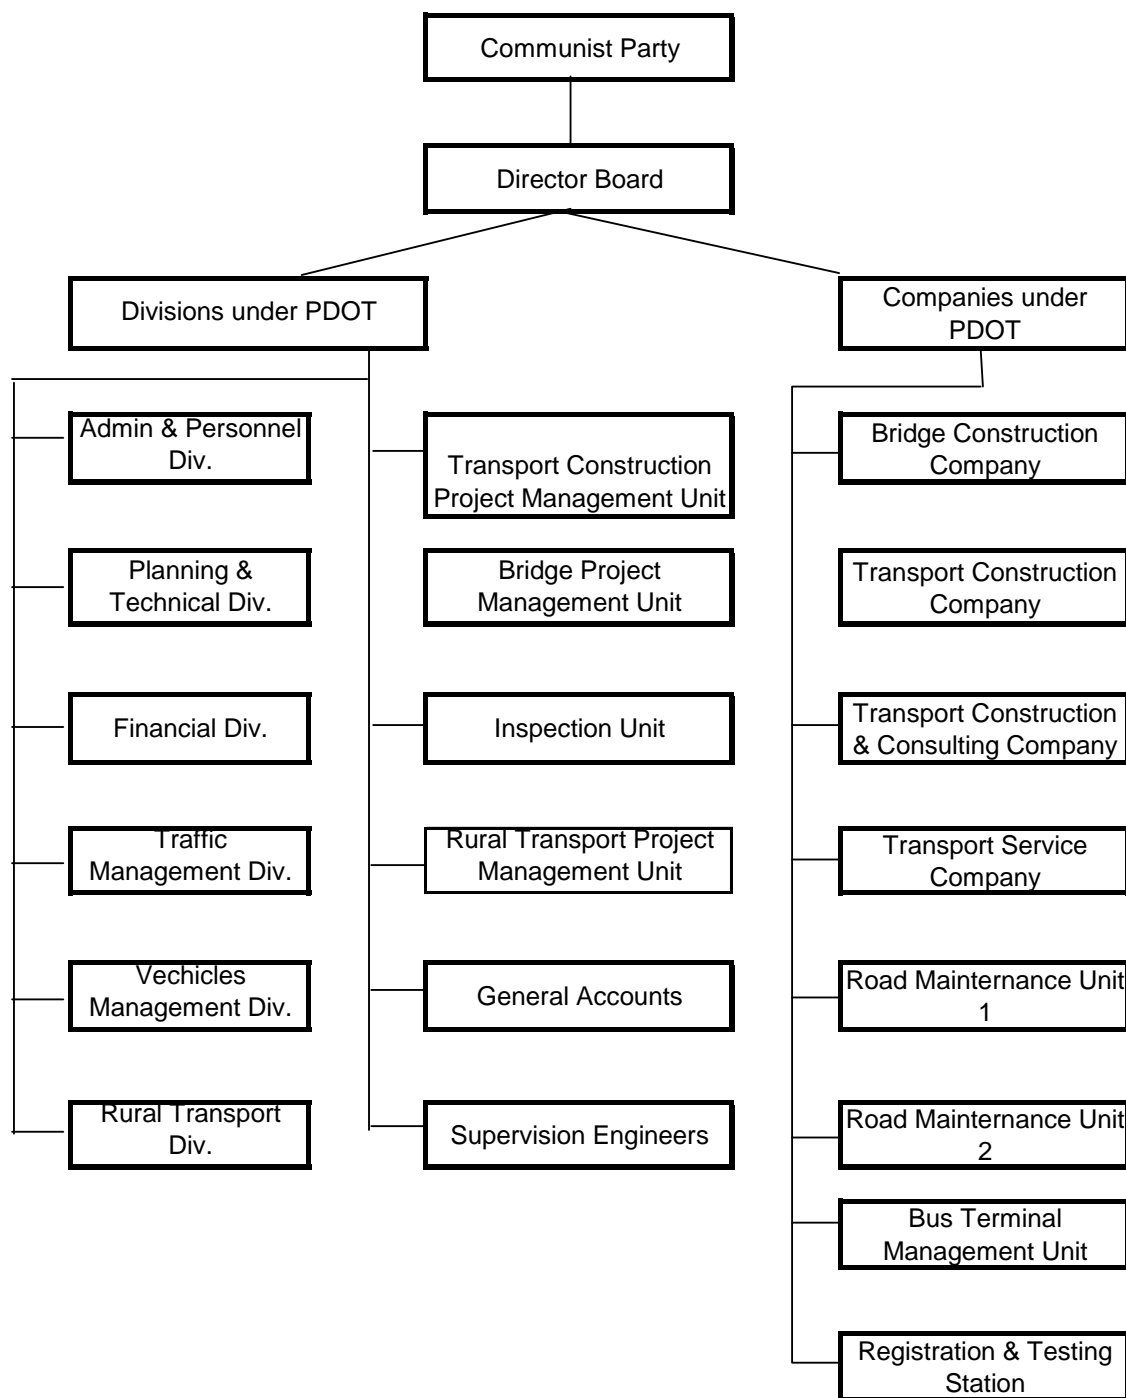 Communist Party
Director Board
Divisions under PDOT
Companies under
PDOT
Admin & Personnel
Div.
Transport Construction
Project Management Unit
Bridge Construction
Company
Planning &
Technical Div.
Bridge Project
Management Unit
Transport Construction
Company
Financial Div.
Inspection Unit
Transport Construction
& Consulting Company
Traffic
Management Div.
Rural Transport Project
Management Unit
Transport Service
Company
Vechicles
Management Div.
General Accounts
Road Mainternance Unit
1
Rural Transport
Div.
Supervision Engineers
Road Mainternance Unit
2
Bus Terminal
Management Unit
Registration & Testing
Station